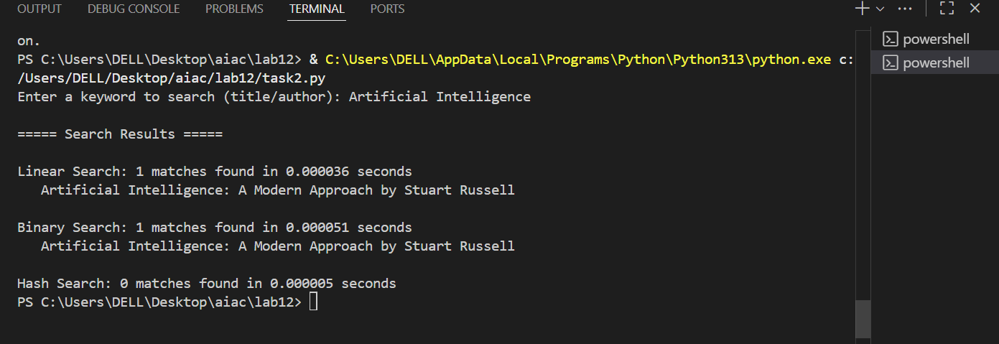 OUTPUT DEBUG CONSOLE PROBLEMS TERMINAL PORTS
on.
PS C:\Users\DELL\Desktop\aiac\lab12> & C:\Users\DELL\AppData\Local\Programs\Python\Python313\python.exe c:
/Users/DELL/Desktop/aiac/lab12/task2.py
Enter a keyword to search (title/author): Artificial Intelligence
===== Search Results =====
Linear Search: 1 matches found in 0.000036 seconds
Artificial Intelligence: A Modern Approach by Stuart Russell
Binary Search: 1 matches found in 0.000051 seconds
Artificial Intelligence: A Modern Approach by Stuart Russell
Hash Search: 0 matches found in 0.000005 seconds
PS C:\Users\DELL\Desktop\aiac\lab12>
powershell
powershell